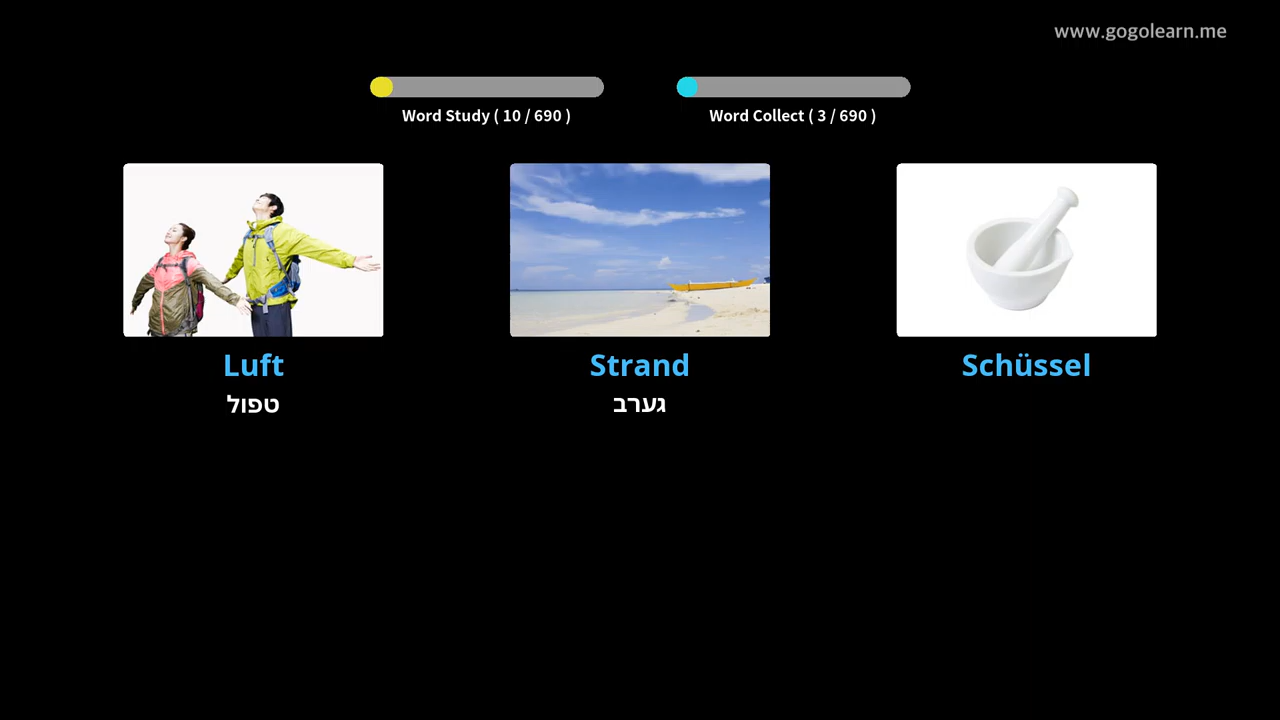 www.gogolearn.me
Word Study ( 10 / 690 )
Word Collect ( 3 / 690 )
Luft
טפול
Strand
גערב
Schüssel